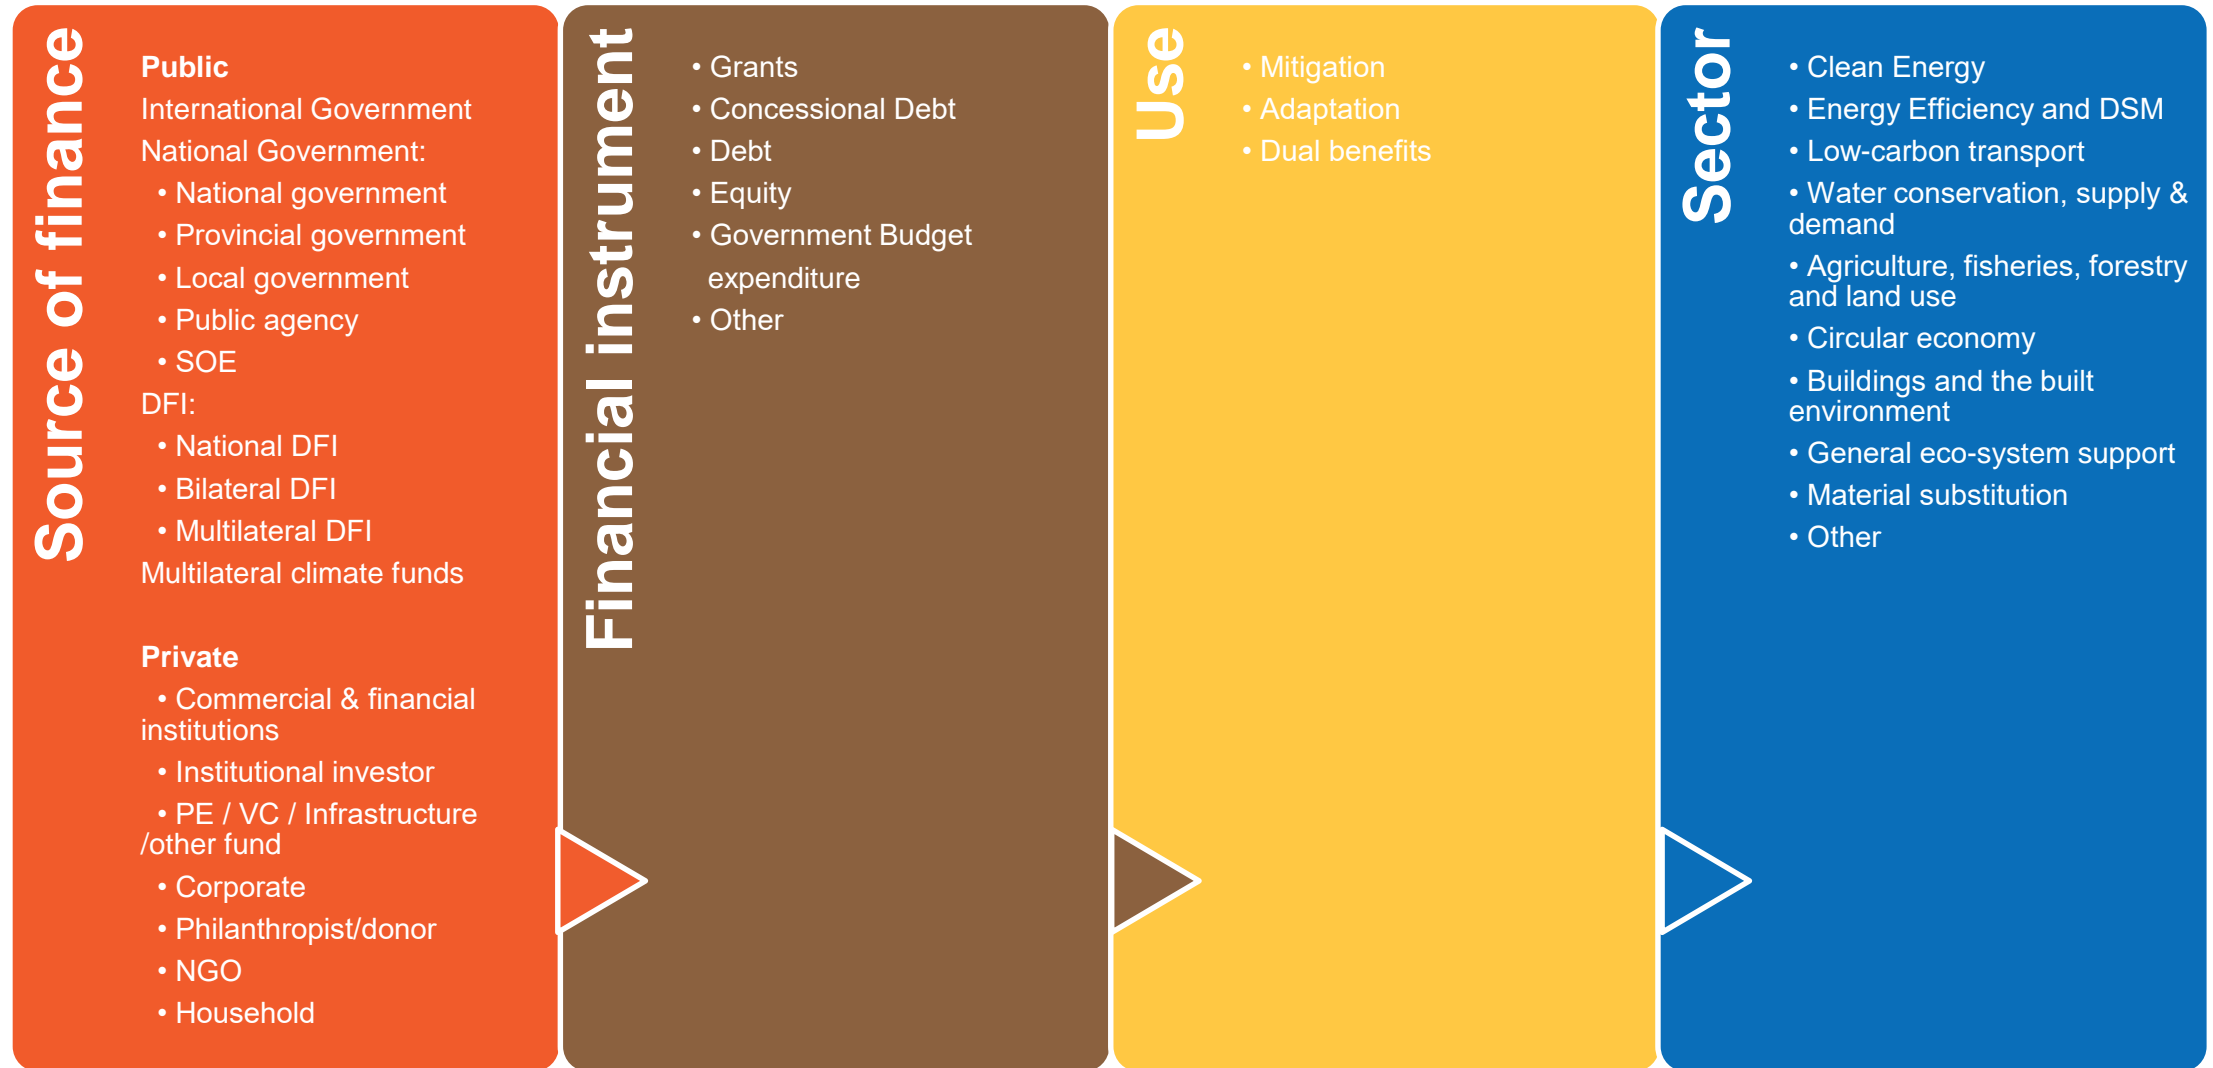 Source of finance
Public
International Government
National Government:
• National government
• Provincial government
• Local government
• Public agency
• SOE
DFI:
• National DFI
• Bilateral DFI
• Multilateral DFI
Multilateral climate funds
Private
• Commercial & financial
institutions
• Institutional investor
• PE / VC / Infrastructure
/other fund
• Corporate
• Philanthropist/donor
• NGO
• Household
Financial instrument
• Grants
• Concessional Debt
• Debt
• Equity
• Government Budget
expenditure
• Other
Use
• Mitigation
• Adaptation
• Dual benefits
Sector
• Clean Energy
• Energy Efficiency and DSM
• Low-carbon transport
• Water conservation, supply &
demand
• Agriculture, fisheries, forestry
and land use
• Circular economy
• Buildings and the built
environment
• General eco-system support
• Material substitution
• Other